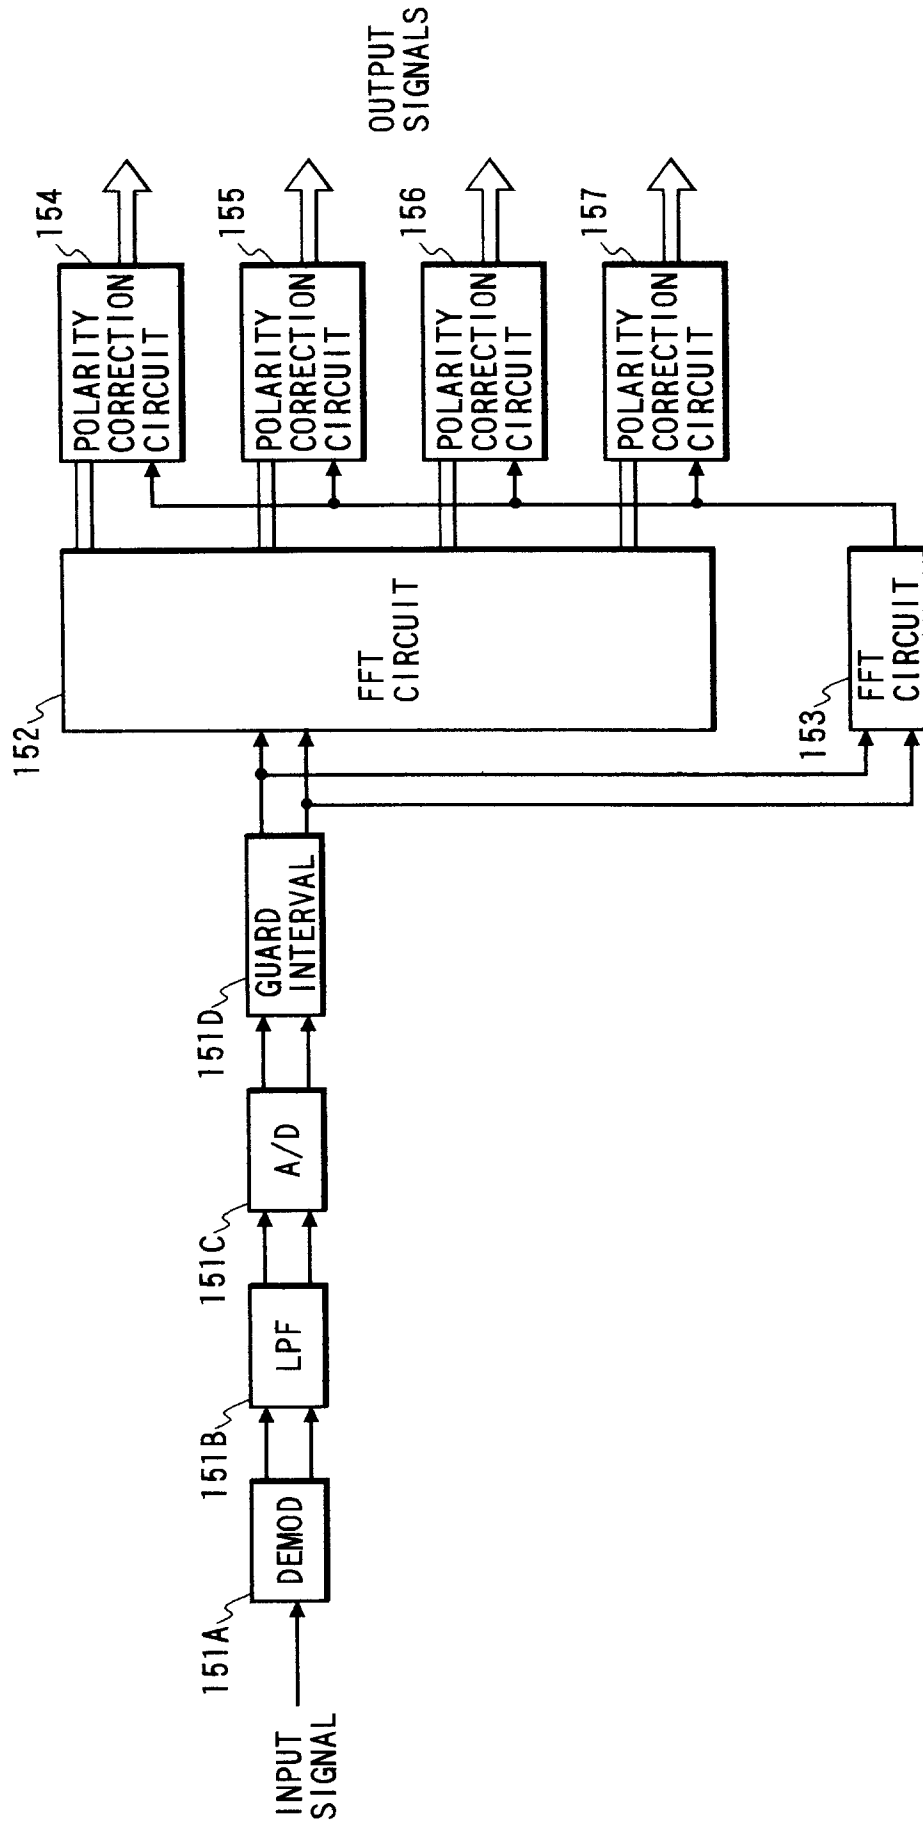 INPUT
SIGNAL
151A
DEMOD
151B
LPF
151C
A/D
151D
GUARD
INTERVAL
152
FFT
CIRCUIT
153
FFT
CIRCUIT
154
POLARITY
CORRECTION
CIRCUIT
155
POLARITY
CORRECTION
CIRCUIT
156
POLARITY
CORRECTION
CIRCUIT
157
POLARITY
CORRECTION
CIRCUIT
OUTPUT
SIGNALS